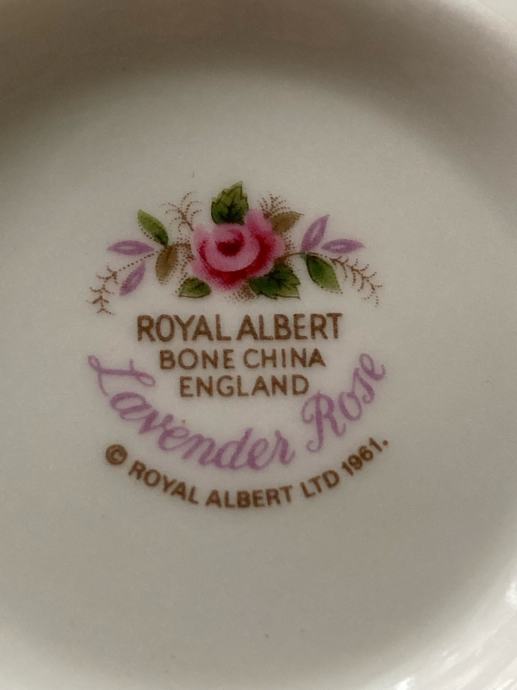 ROYAL ALBERT
BONE CHINA
ENGLAND
Lavender Rose
© ROYAL ALBERT LTD 1961.